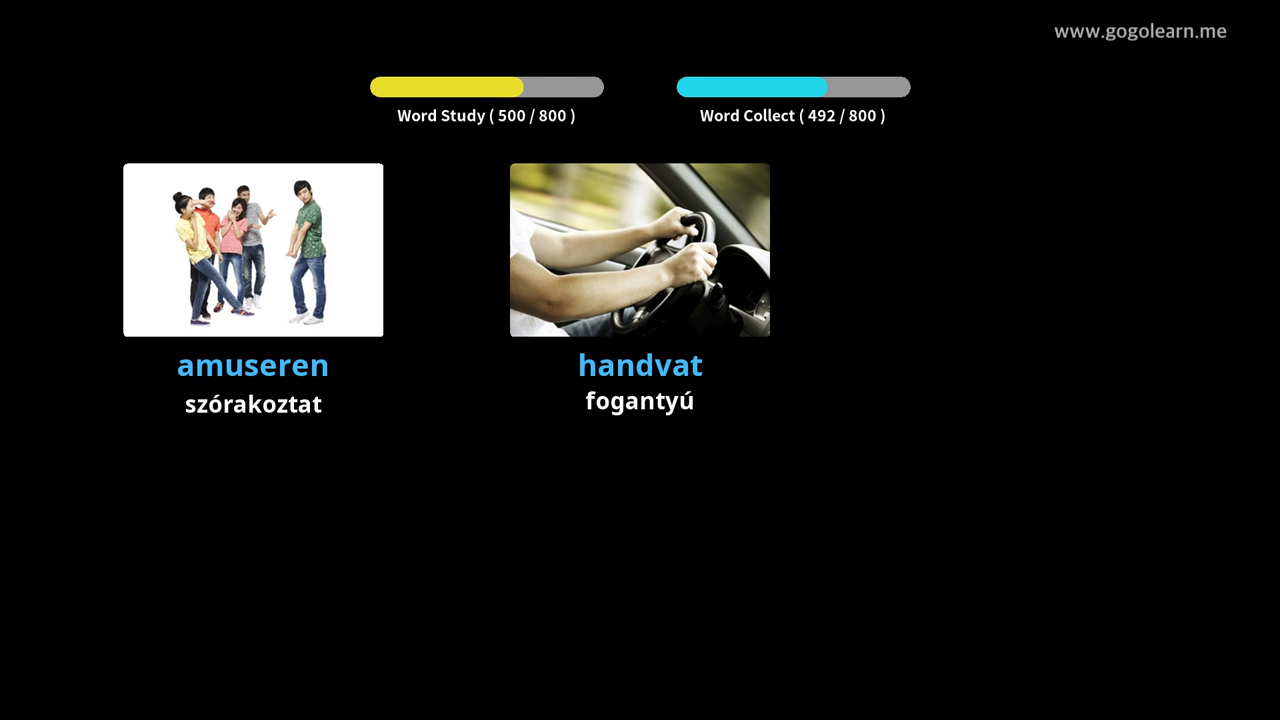 www.gogolearn.me
Word Study ( 500 / 800 )
Word Collect ( 492 / 800 )
amuseren
szórakoztat
handvat
fogantyú